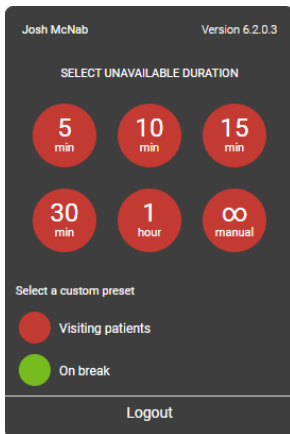 Josh McNab Version 6.2.0.3
SELECT UNAVAILABLE DURATION
5 10 15
min min min
30 1 ∞
min hour manual
Select a custom preset
Visiting patients
On break
Logout